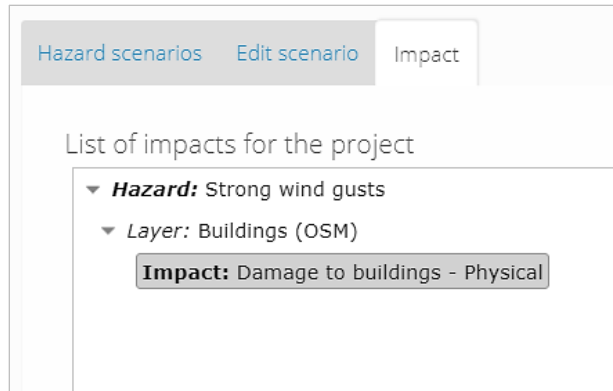 Hazard scenarios Edit scenario Impact
List of impacts for the project
Hazard: Strong wind gusts
Layer: Buildings (OSM)
Impact: Damage to buildings - Physical